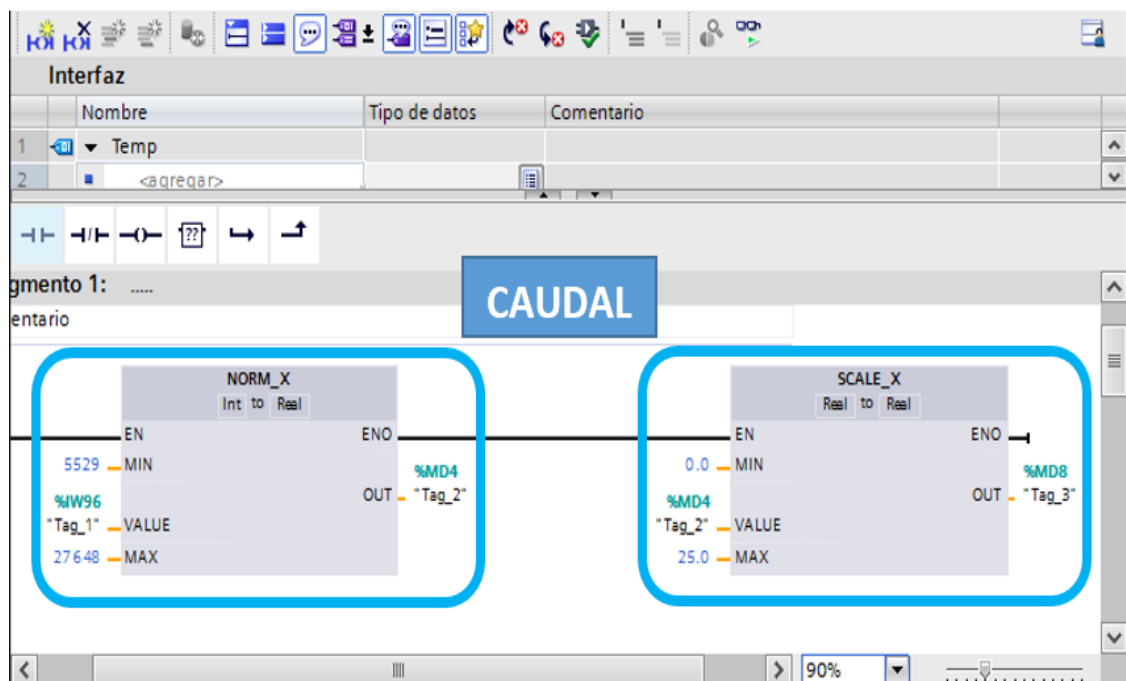 Interfaz
Nombre Tipo de datos Comentario
1 Temp
2 <agregar>
??
gmento 1: .....
CAUDAL
entario
NORM_X
Int to Real
EN ENO
5529 MIN
%MD4
OUT "Tag_2"
%IW96
"Tag_1" VALUE
27648 MAX
SCALE_X
Real to Real
EN ENO
0.0 MIN
%MD8
OUT "Tag_3"
%MD4
"Tag_2" VALUE
25.0 MAX
90%